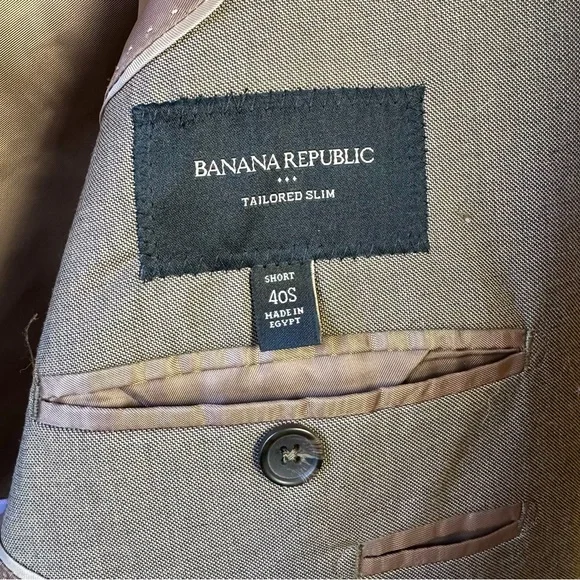 BANANA REPUBLIC
TAILORED SLIM
SHORT
40S
MADE IN
EGYPT